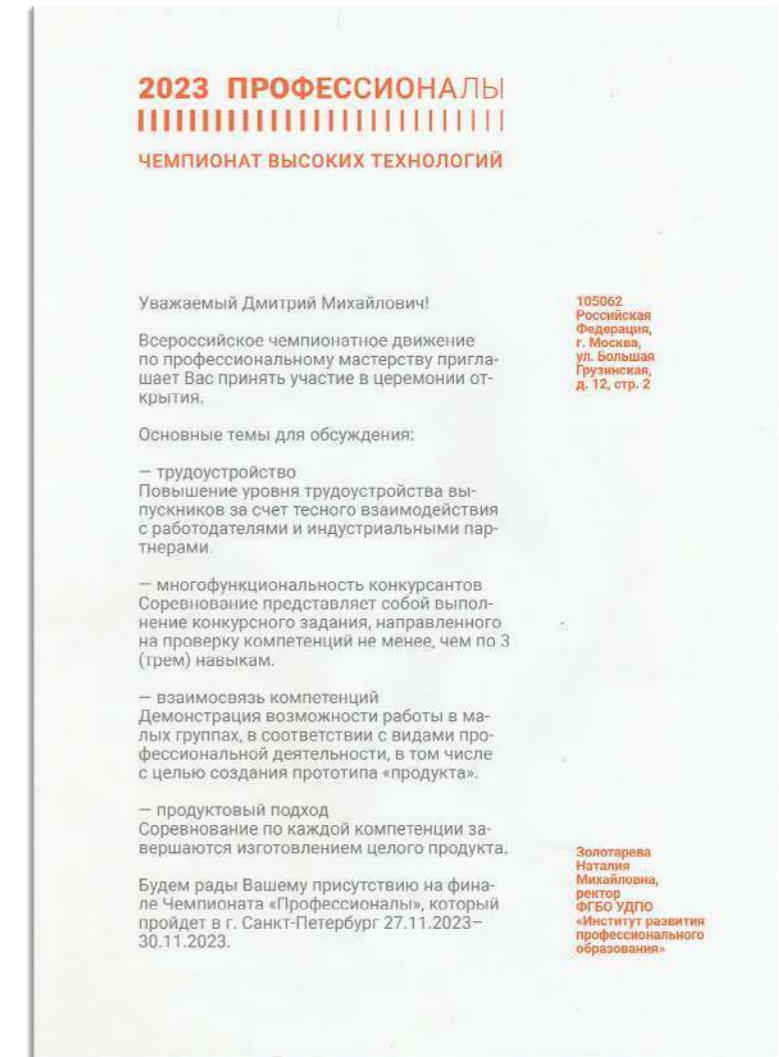 2023 ПРОФЕССИОНАЛЫ
ЧЕМПИОНАТ ВЫСОКИХ ТЕХНОЛОГИЙ
Уважаемый Дмитрий Михайлович!
Всероссийское чемпионатное движение
по профессиональному мастерству пригла-
шает Вас принять участие в церемонии от-
крытия.
Основные темы для обсуждения:
— трудоустройство
Повышение уровня трудоустройства вы-
пускников за счет тесного взаимодействия
с работодателями и индустриальными пар-
тнерами.
— многофункциональность конкурсантов
Соревнование представляет собой выпол-
нение конкурсного задания, направленного
на проверку компетенций не менее, чем по 3
(трем) навыкам.
— взаимосвязь компетенций
Демонстрация возможности работы в ма-
лых группах, в соответствии с видами про-
фессиональной деятельности, в том числе
с целью создания прототипа «продукта».
— продуктовый подход
Соревнование по каждой компетенции за-
вершаются изготовлением целого продукта.
Будем рады Вашему присутствию на фина-
ле Чемпионата «Профессионалы», который
пройдет в г. Санкт-Петербург 27.11.2023–
30.11.2023.
105062
Российская
Федерация,
г. Москва,
ул. Большая
Грузинская,
д. 12, стр. 2
Золотарева
Наталия
Михайловна,
ректор
ФГБО УДПО
«Институт развития
профессионального
образования»